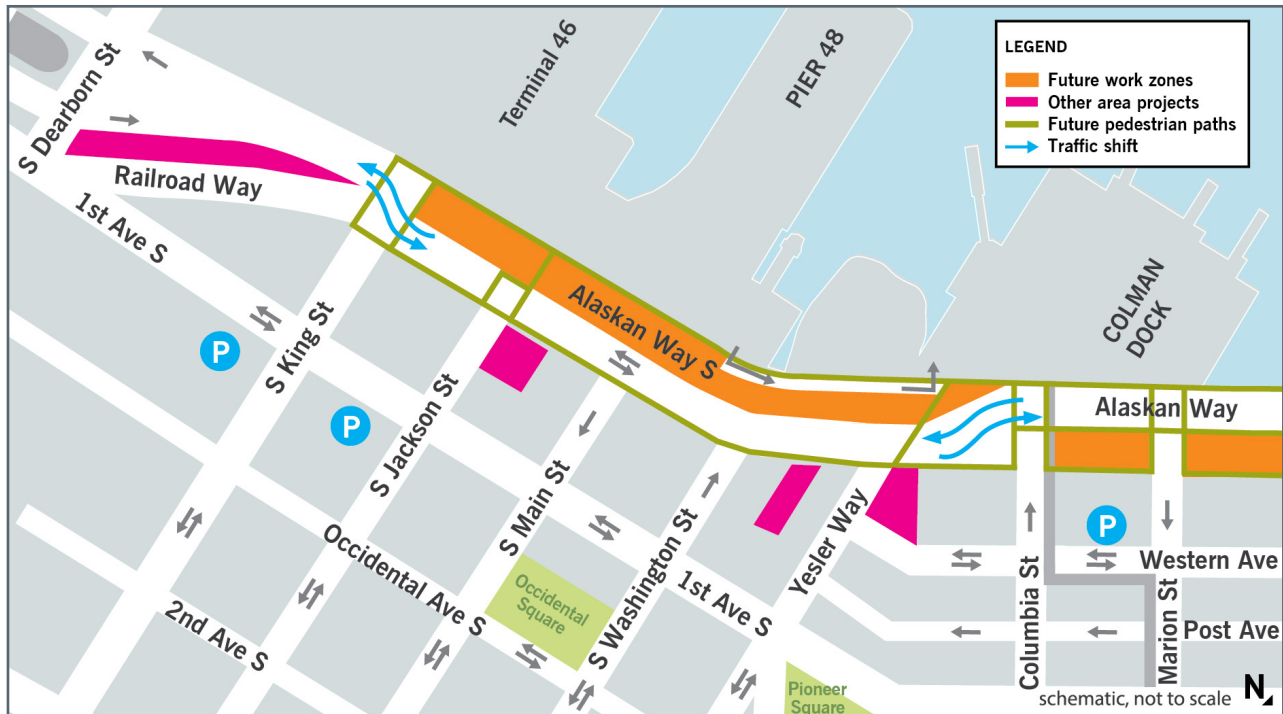 LEGEND
Future work zones
Other area projects
Future pedestrian paths
Traffic shift
Terminal 46
PIER 48
COLMAN
DOCK
S Dearborn St
Railroad Way
1st Ave S
Alaskan Way S
Alaskan Way
S King St
P
P
P
S Jackson St
S Main St
S Washington St
Yesler Way
Occidental Ave S
2nd Ave S
Occidental
Square
1st Ave S
Pioneer
Square
Columbia St
Marion St
Western Ave
Post Ave
schematic, not to scale
N